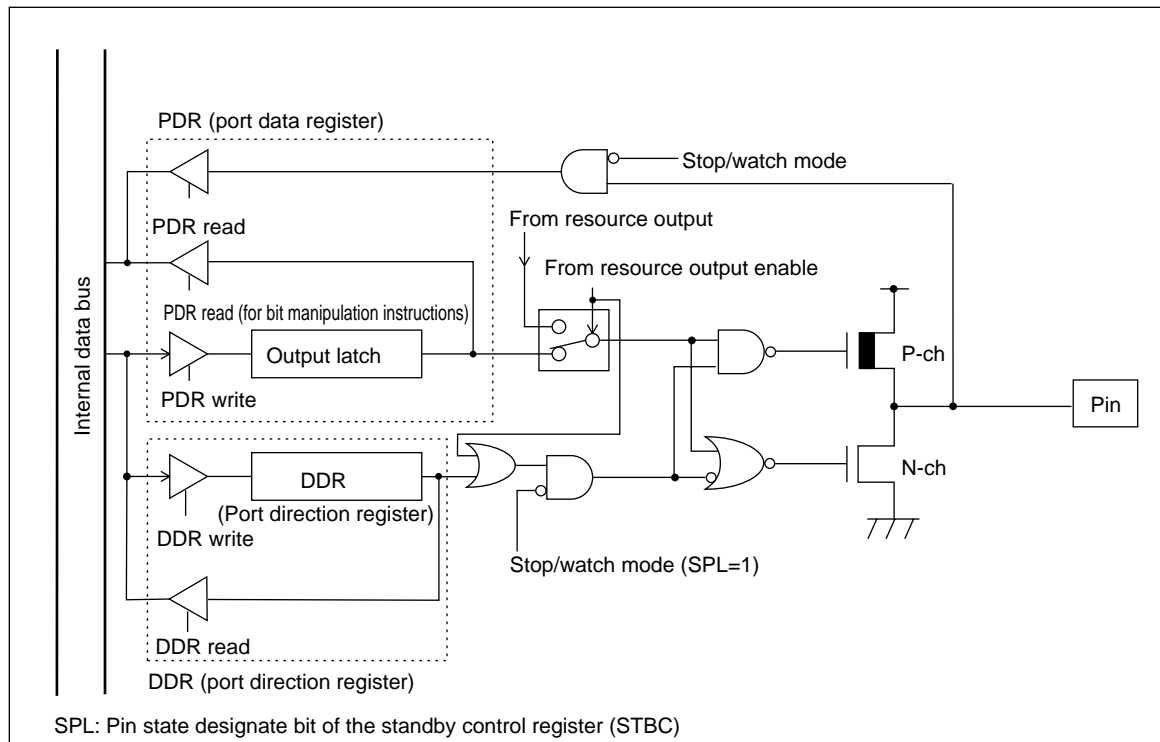 PDR (port data register)
Stop/watch mode
PDR read
From resource output
From resource output enable
PDR read (for bit manipulation instructions)
Output latch
PDR write
P-ch
Pin
Internal data bus
DDR
(Port direction register)
N-ch
DDR write
Stop/watch mode (SPL=1)
DDR read
DDR (port direction register)
SPL: Pin state designate bit of the standby control register (STBC)